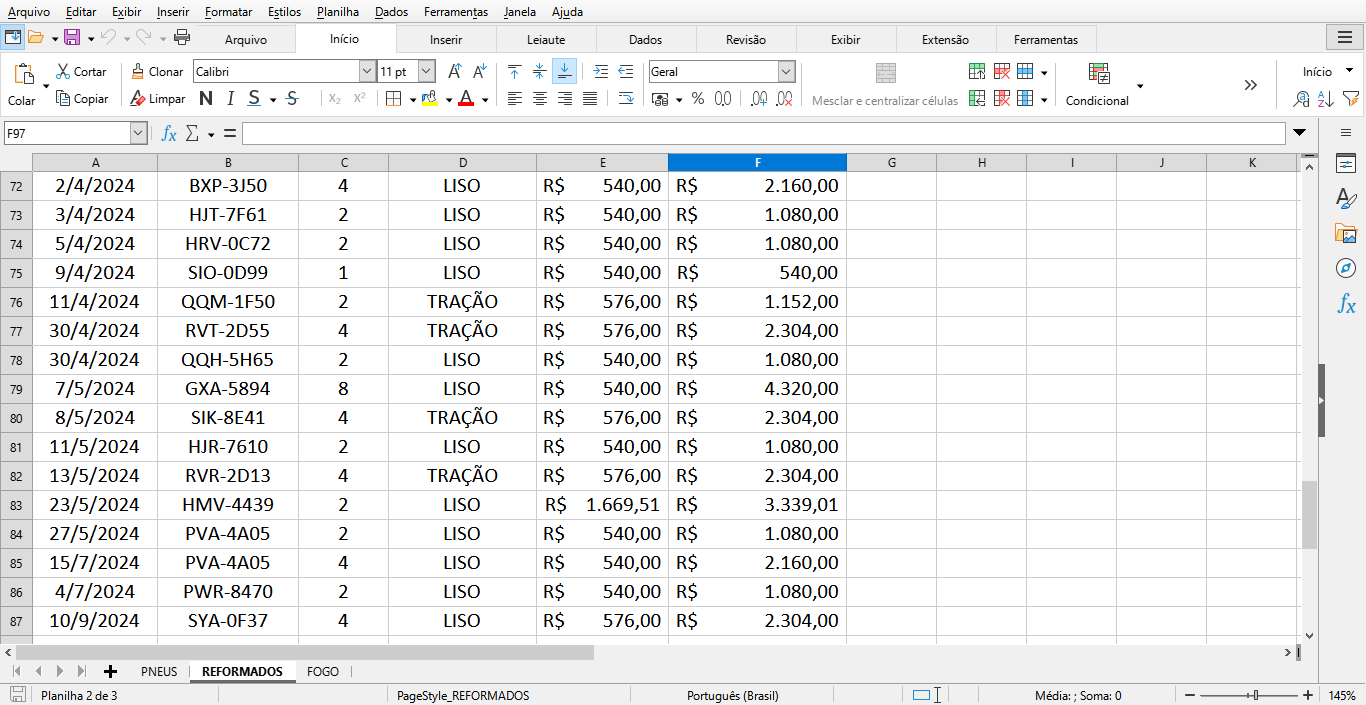 Arquivo Editar Exibir Inserir Formatar Estilos Planilha Dados Ferramentas Janela Ajuda
Arquivo Início Inserir Leiaute Dados Revisão Exibir Extensão Ferramentas
Colar Cortar Clonar Calibri 11 pt Geral Início
Copiar Limpar N I S S X₂ X² % 0,0 Mesclar e centralizar células Condicional
F97 fx Σ =
A B C D E F G H I J K
72 2/4/2024 BXP-3J50 4 LISO R$ 540,00 R$ 2.160,00
73 3/4/2024 HJT-7F61 2 LISO R$ 540,00 R$ 1.080,00
74 5/4/2024 HRV-0C72 2 LISO R$ 540,00 R$ 1.080,00
75 9/4/2024 SIO-0D99 1 LISO R$ 540,00 R$ 540,00
76 11/4/2024 QQM-1F50 2 TRAÇÃO R$ 576,00 R$ 1.152,00
77 30/4/2024 RVT-2D55 4 TRAÇÃO R$ 576,00 R$ 2.304,00
78 30/4/2024 QQH-5H65 2 LISO R$ 540,00 R$ 1.080,00
79 7/5/2024 GXA-5894 8 LISO R$ 540,00 R$ 4.320,00
80 8/5/2024 SIK-8E41 4 TRAÇÃO R$ 576,00 R$ 2.304,00
81 11/5/2024 HJR-7610 2 LISO R$ 540,00 R$ 1.080,00
82 13/5/2024 RVR-2D13 4 TRAÇÃO R$ 576,00 R$ 2.304,00
83 23/5/2024 HMV-4439 2 LISO R$ 1.669,51 R$ 3.339,01
84 27/5/2024 PVA-4A05 2 LISO R$ 540,00 R$ 1.080,00
85 15/7/2024 PVA-4A05 4 LISO R$ 540,00 R$ 2.160,00
86 4/7/2024 PWR-8470 2 LISO R$ 540,00 R$ 1.080,00
87 10/9/2024 SYA-0F37 4 LISO R$ 576,00 R$ 2.304,00
PNEUS REFORMADOS FOGO
Planilha 2 de 3 PageStyle_REFORMADOS Português (Brasil) Média: ; Soma: 0 145%